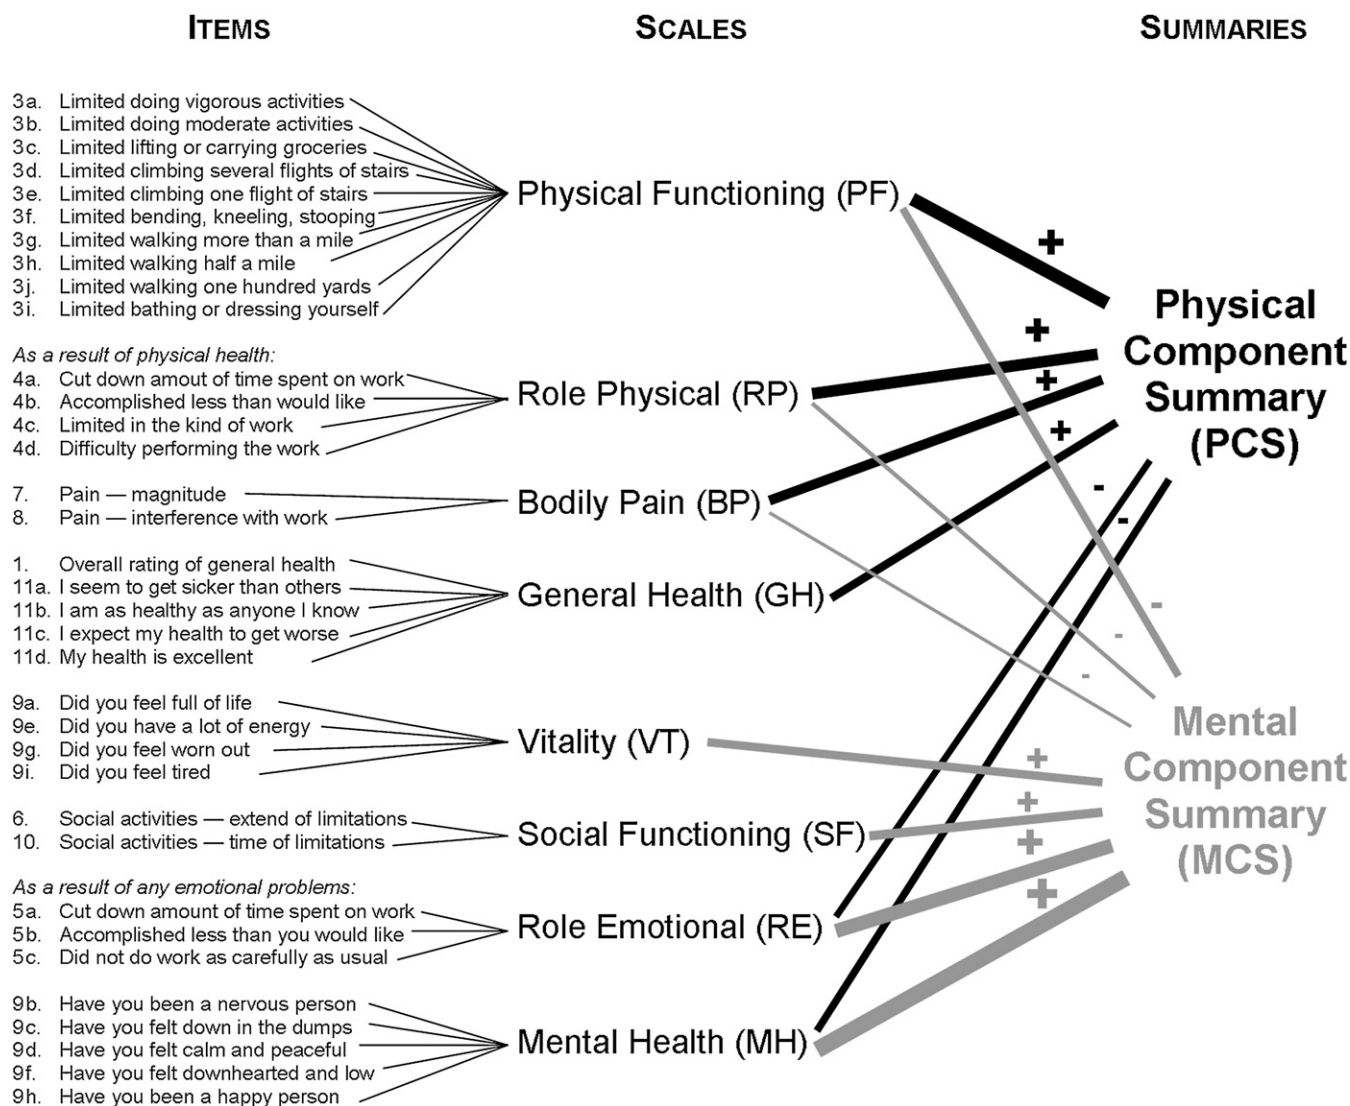 ITEMS SCALES SUMMARIES
3a. Limited doing vigorous activities
3b. Limited doing moderate activities
3c. Limited lifting or carrying groceries
3d. Limited climbing several flights of stairs
3e. Limited climbing one flight of stairs
3f. Limited bending, kneeling, stooping
3g. Limited walking more than a mile
3h. Limited walking half a mile
3j. Limited walking one hundred yards
3i. Limited bathing or dressing yourself
Physical Functioning (PF)
As a result of physical health:
4a. Cut down amout of time spent on work
4b. Accomplished less than would like
4c. Limited in the kind of work
4d. Difficulty performing the work
Role Physical (RP)
7. Pain — magnitude
8. Pain — interference with work
Bodily Pain (BP)
1. Overall rating of general health
11a. I seem to get sicker than others
11b. I am as healthy as anyone I know
11c. I expect my health to get worse
11d. My health is excellent
General Health (GH)
9a. Did you feel full of life
9e. Did you have a lot of energy
9g. Did you feel worn out
9i. Did you feel tired
Vitality (VT)
6. Social activities — extend of limitations
10. Social activities — time of limitations
Social Functioning (SF)
As a result of any emotional problems:
5a. Cut down amount of time spent on work
5b. Accomplished less than you would like
5c. Did not do work as carefully as usual
Role Emotional (RE)
9b. Have you been a nervous person
9c. Have you felt down in the dumps
9d. Have you felt calm and peaceful
9f. Have you felt downhearted and low
9h. Have you been a happy person
Mental Health (MH)
+
+
+
+
-
-
Physical
Component
Summary
(PCS)
-
-
-
+
+
+
+
Mental
Component
Summary
(MCS)